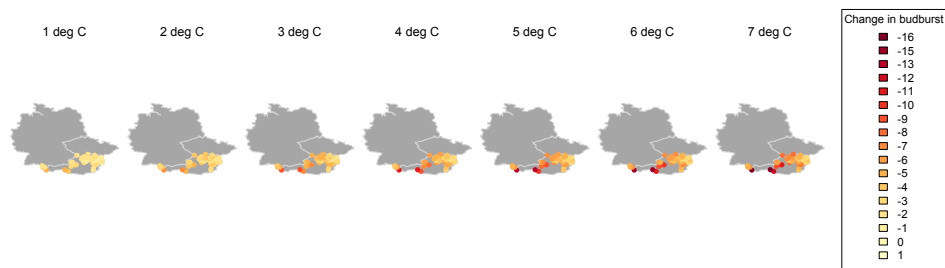 1 deg C
2 deg C
3 deg C
4 deg C
5 deg C
6 deg C
7 deg C
Change in budburst
-16
-15
-13
-12
-11
-10
-9
-8
-7
-6
-5
-4
-3
-2
-1
0
1